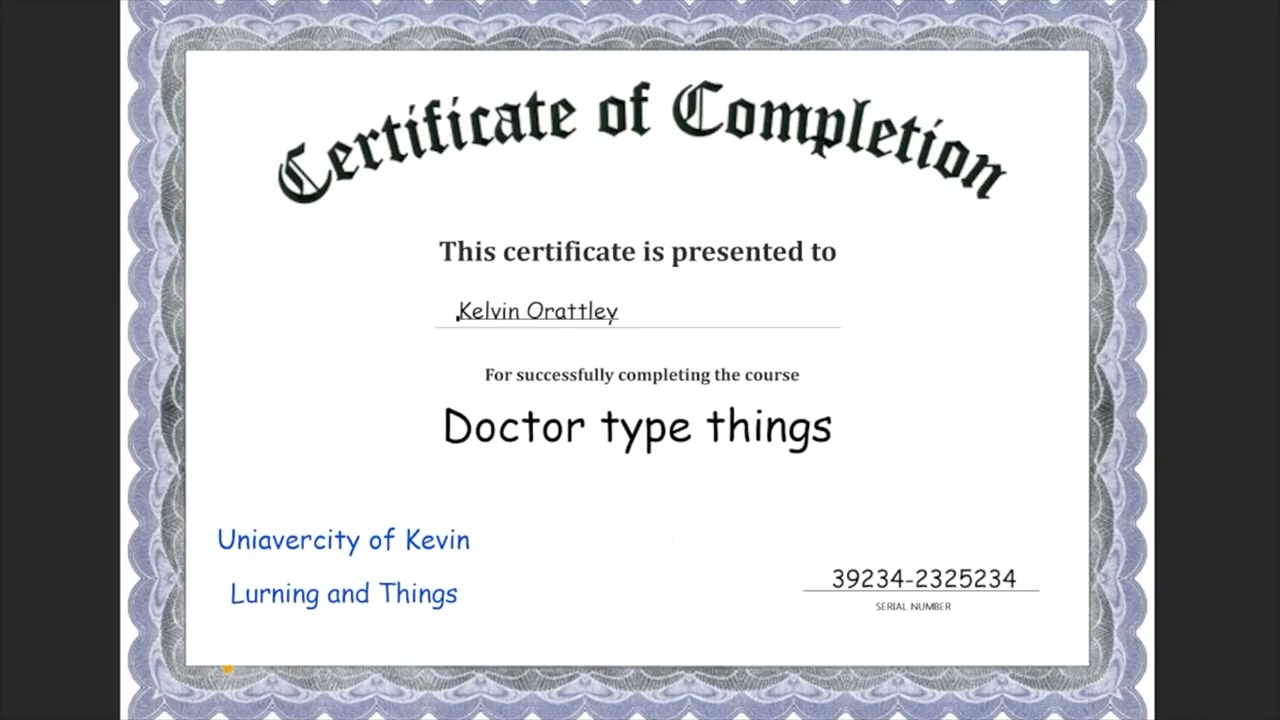 Certificate of Completion
This certificate is presented to
Kelvin Orattley
For successfully completing the course
Doctor type things
Uniavercity of Kevin
Lurning and Things
39234-2325234
SERIAL NUMBER